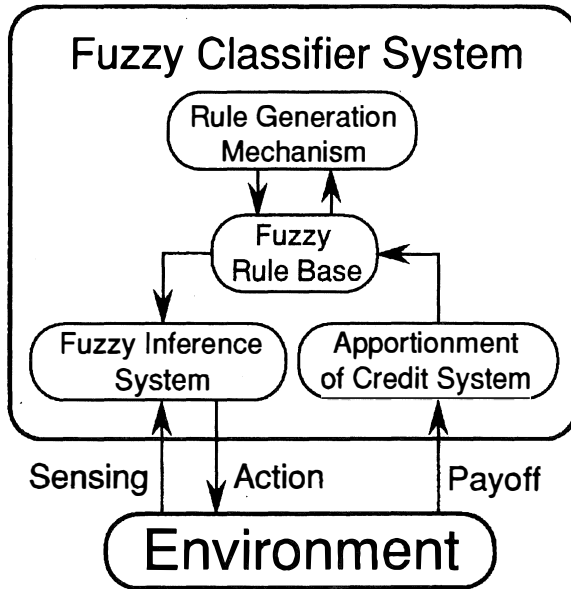 Fuzzy Classifier System
Rule Generation
Mechanism
Fuzzy
Rule Base
Fuzzy Inference
System
Apportionment
of Credit System
Sensing
Action
Payoff
Environment